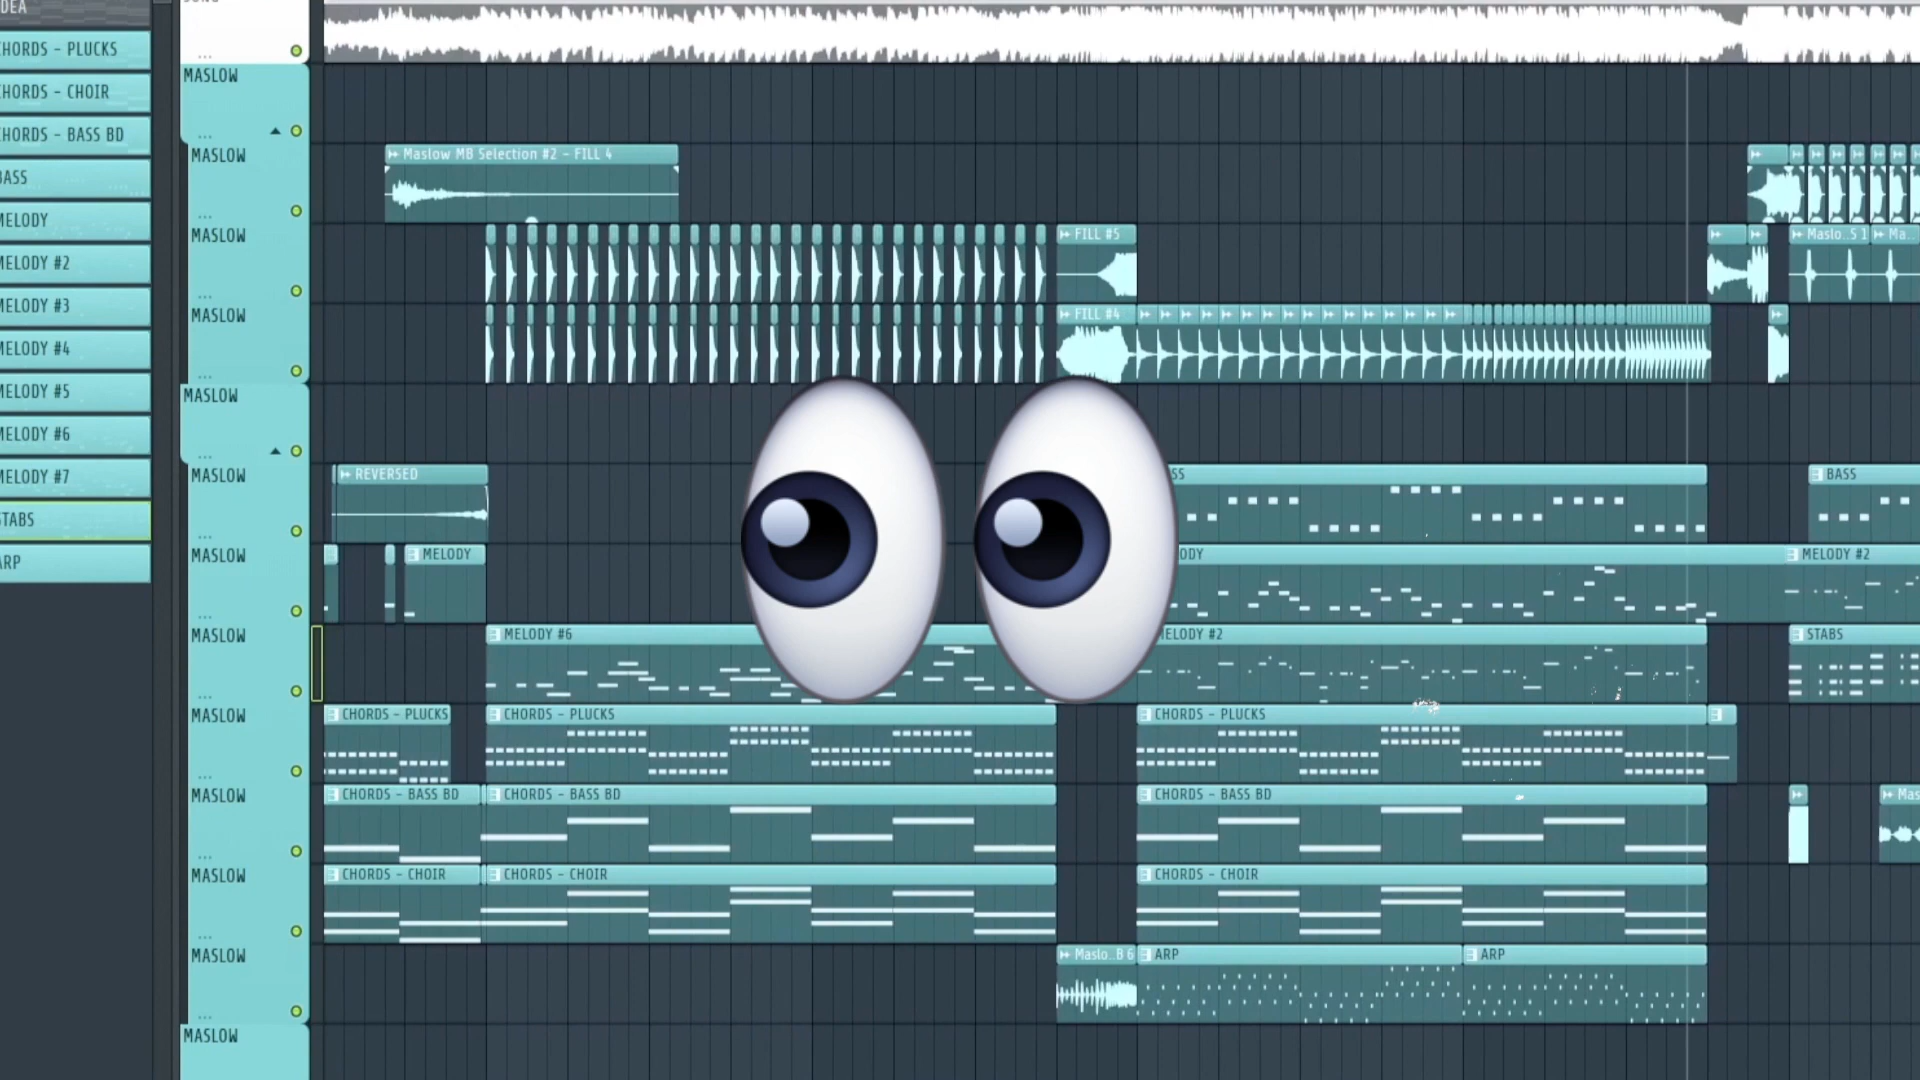 CHORDS - PLUCKS
CHORDS - CHOIR
CHORDS - BASS BD
BASS
MELODY
MELODY #2
MELODY #3
MELODY #4
MELODY #5
MELODY #6
MELODY #7
STABS
ARP
...
MASLOW
...
MASLOW
Maslow MB Selection #2 - FILL 4
...
MASLOW
FILL #5
Maslo..S 1
Ma..
...
MASLOW
FILL #4
...
MASLOW
...
MASLOW
REVERSED
BASS
...
MASLOW
MELODY
MELODY #2
...
MASLOW
MELODY #6
MELODY #2
STABS
...
MASLOW
CHORDS - PLUCKS
CHORDS - PLUCKS
CHORDS - PLUCKS
...
MASLOW
CHORDS - BASS BD
CHORDS - BASS BD
CHORDS - BASS BD
Mas
...
MASLOW
CHORDS - CHOIR
CHORDS - CHOIR
CHORDS - CHOIR
...
MASLOW
Maslo..B 6
ARP
ARP
...
MASLOW